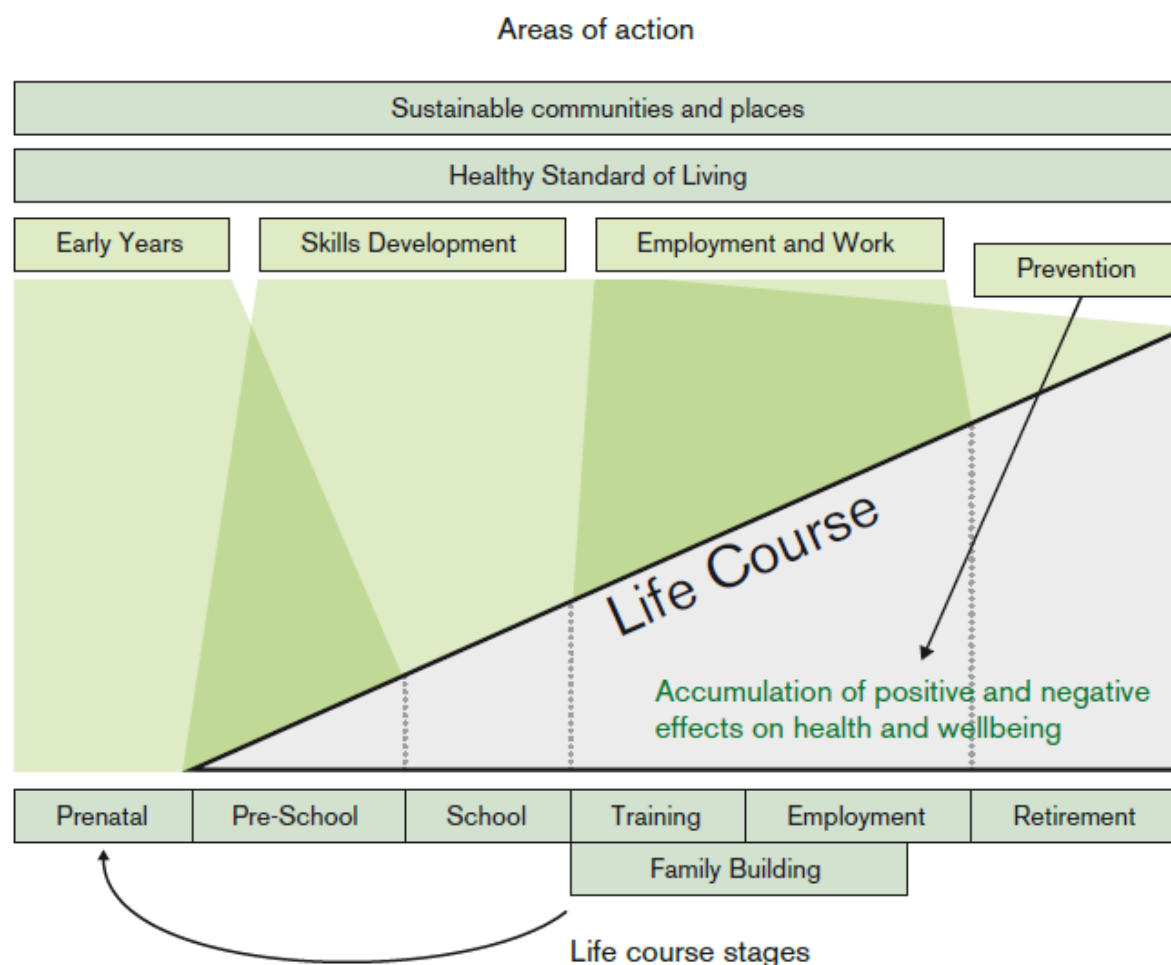 Areas of action
Sustainable communities and places
Healthy Standard of Living
Early Years
Skills Development
Employment and Work
Prevention
Life Course
Accumulation of positive and negative
effects on health and wellbeing
Prenatal
Pre-School
School
Training
Employment
Retirement
Family Building
Life course stages